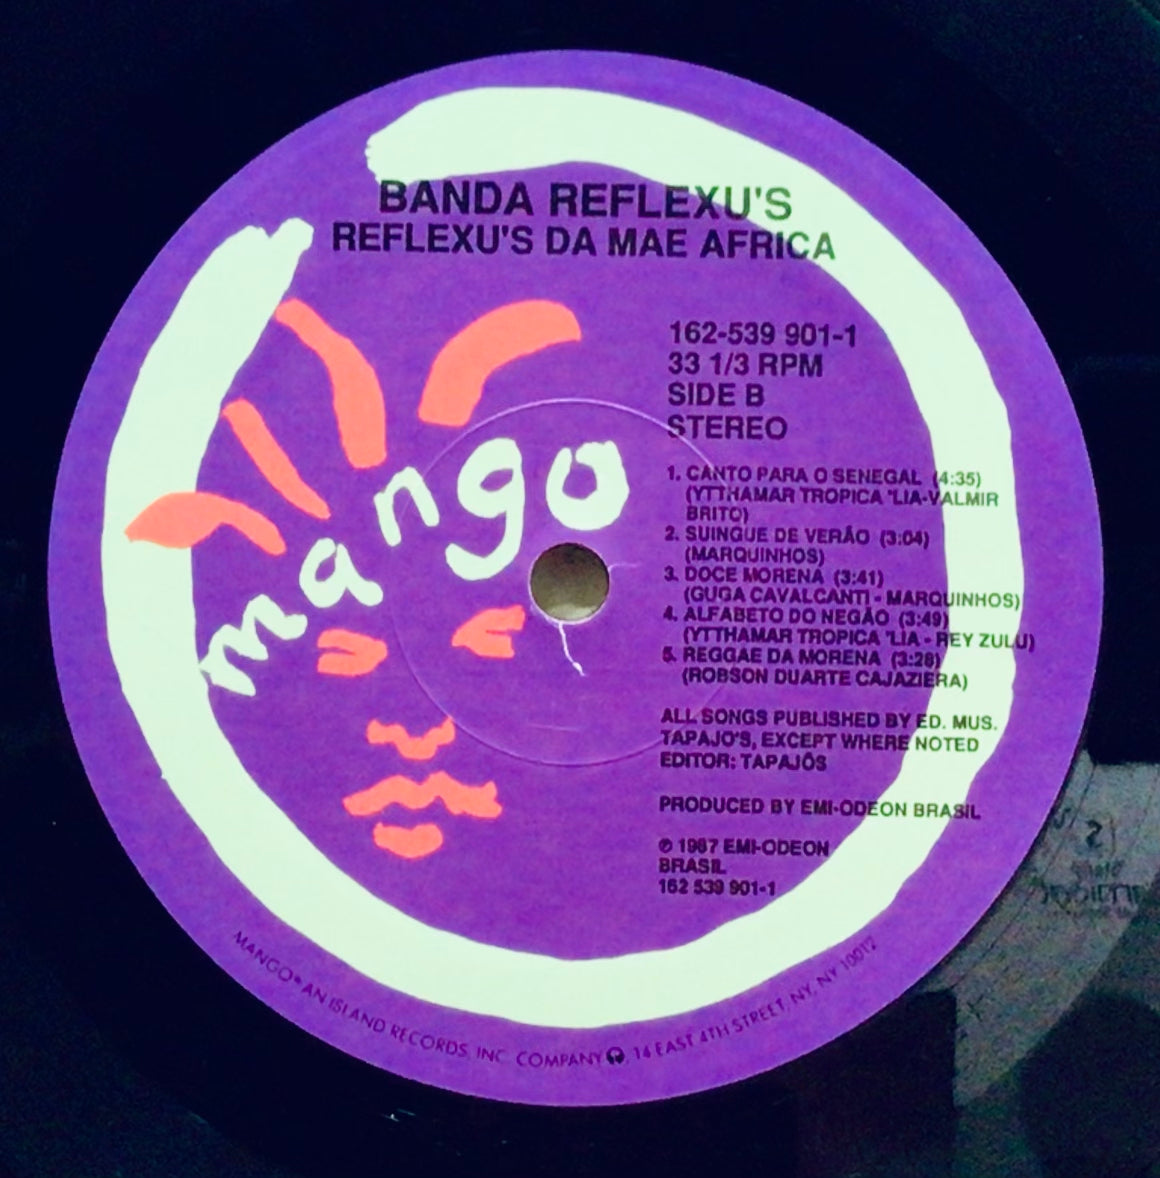 BANDA REFLEXU'S
REFLEXU'S DA MAE AFRICA
162-539 901-1
33 1/3 RPM
SIDE B
STEREO
mango
1. CANTO PARA O SENEGAL (4:35)
(YTTHAMAR TROPICA 'LIA-VALMIR
BRITO)
2. SUINGUE DE VERÃO (3:04)
(MARQUINHOS)
3. DOCE MORENA (3:41)
(GUGA CAVALCANTI - MARQUINHOS)
4. ALFABETO DO NEGÃO (3:49)
(YTTHAMAR TROPICA 'LIA - REY ZULU)
5. REGGAE DA MORENA (3:28)
(ROBSON DUARTE CAJAZIERA)
ALL SONGS PUBLISHED BY ED. MUS.
TAPAJO'S, EXCEPT WHERE NOTED
EDITOR: TAPAJÔS
PRODUCED BY EMI-ODEON BRASIL
℗ 1987 EMI-ODEON
BRASIL
162 539 901-1
MANGO® AN ISLAND RECORDS, INC. COMPANY, 14 EAST 4TH STREET, NY, NY 10012